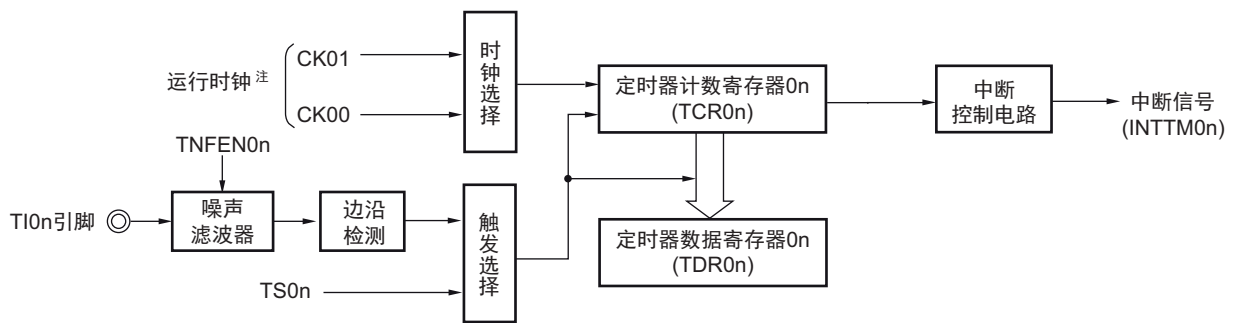 运行时钟 注
CK01
CK00
时钟选择
定时器计数寄存器0n
(TCR0n)
中断
控制电路
中断信号
(INTTM0n)
TNFEN0n
TI0n引脚
噪声
滤波器
边沿
检测
TS0n
触发选择
定时器数据寄存器0n
(TDR0n)